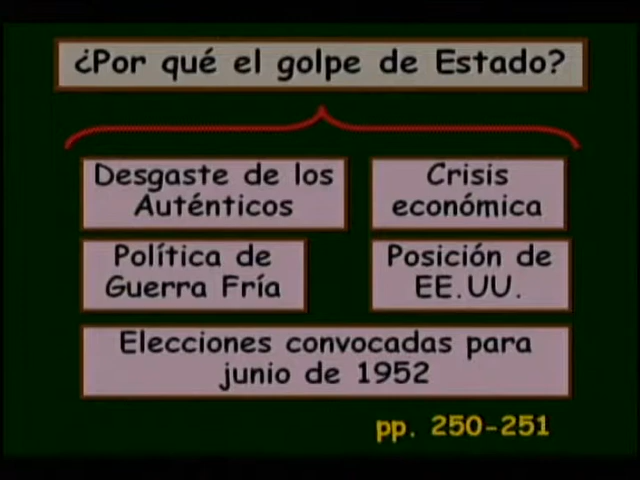 ¿Por qué el golpe de Estado?
Desgaste de los
Auténticos
Crisis
económica
Política de
Guerra Fría
Posición de
EE.UU.
Elecciones convocadas para
junio de 1952
pp. 250-251